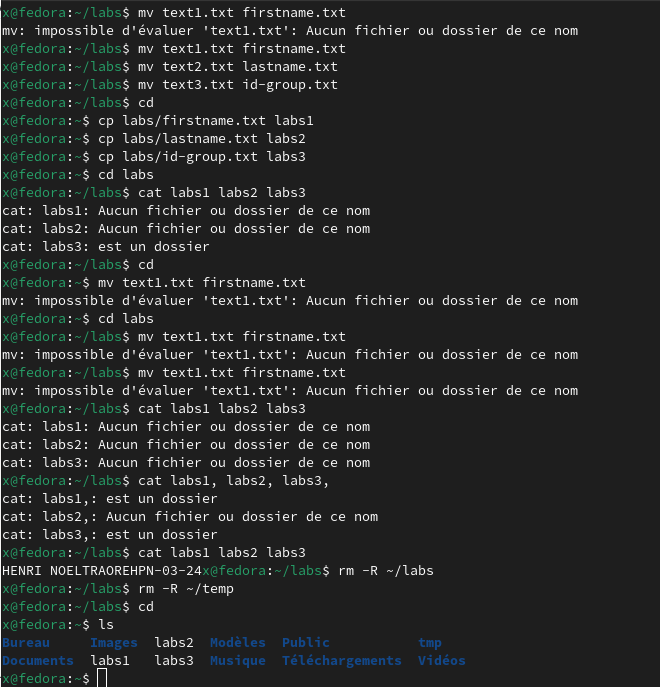 x@fedora:~/labs$ mv text1.txt firstname.txt
mv: impossible d'évaluer 'text1.txt': Aucun fichier ou dossier de ce nom
x@fedora:~/labs$ mv text1.txt firstname.txt
x@fedora:~/labs$ mv text2.txt lastname.txt
x@fedora:~/labs$ mv text3.txt id-group.txt
x@fedora:~/labs$ cd
x@fedora:~$ cp labs/firstname.txt labs1
x@fedora:~$ cp labs/lastname.txt labs2
x@fedora:~$ cp labs/id-group.txt labs3
x@fedora:~$ cd labs
x@fedora:~/labs$ cat labs1 labs2 labs3
cat: labs1: Aucun fichier ou dossier de ce nom
cat: labs2: Aucun fichier ou dossier de ce nom
cat: labs3: est un dossier
x@fedora:~/labs$ cd
x@fedora:~$ mv text1.txt firstname.txt
mv: impossible d'évaluer 'text1.txt': Aucun fichier ou dossier de ce nom
x@fedora:~$ cd labs
x@fedora:~/labs$ mv text1.txt firstname.txt
mv: impossible d'évaluer 'text1.txt': Aucun fichier ou dossier de ce nom
x@fedora:~/labs$ mv text1.txt firstname.txt
mv: impossible d'évaluer 'text1.txt': Aucun fichier ou dossier de ce nom
x@fedora:~/labs$ cat labs1 labs2 labs3
cat: labs1: Aucun fichier ou dossier de ce nom
cat: labs2: Aucun fichier ou dossier de ce nom
cat: labs3: Aucun fichier ou dossier de ce nom
x@fedora:~/labs$ cat labs1, labs2, labs3,
cat: labs1,: est un dossier
cat: labs2,: Aucun fichier ou dossier de ce nom
cat: labs3,: est un dossier
x@fedora:~/labs$ cat labs1 labs2 labs3
HENRI NOELTRAOREHPN-03-24x@fedora:~/labs$ rm -R ~/labs
x@fedora:~/labs$ rm -R ~/temp
x@fedora:~/labs$ cd
x@fedora:~$ ls
Bureau Images labs2 Modèles Public tmp
Documents labs1 labs3 Musique Téléchargements Vidéos
x@fedora:~$